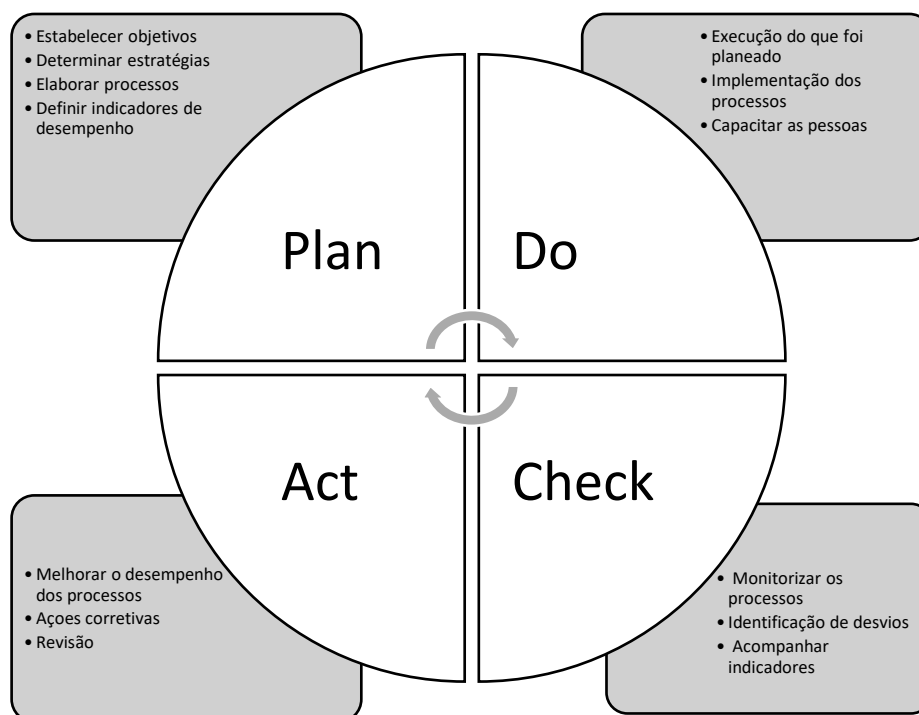 • Estabelecer objetivos
• Determinar estratégias
• Elaborar processos
• Definir indicadores de
desempenho
• Execução do que foi
planeado
• Implementação dos
processos
• Capacitar as pessoas
Plan
Do
Act
Check
• Melhorar o desempenho
dos processos
• Açoes corretivas
• Revisão
• Monitorizar os
processos
• Identificação de desvios
• Acompanhar
indicadores